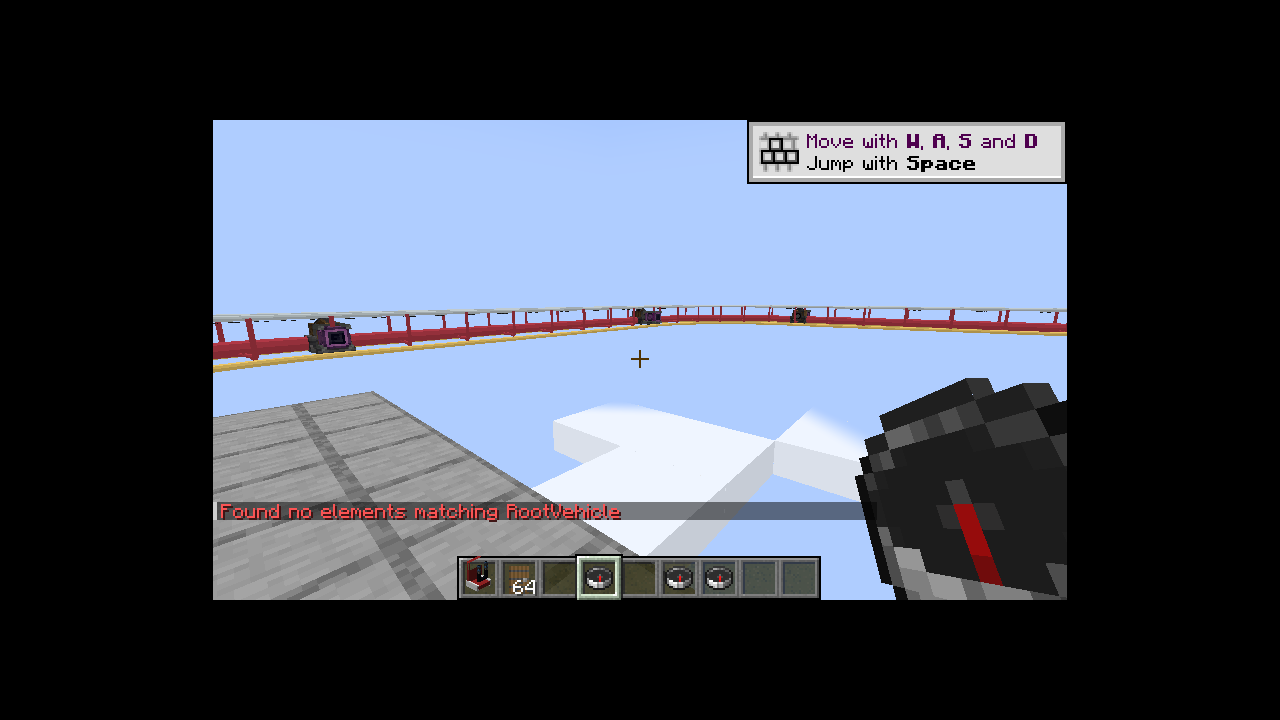 Move with W, A, S and D
Jump with Space
Found no elements matching RootVehicle
64